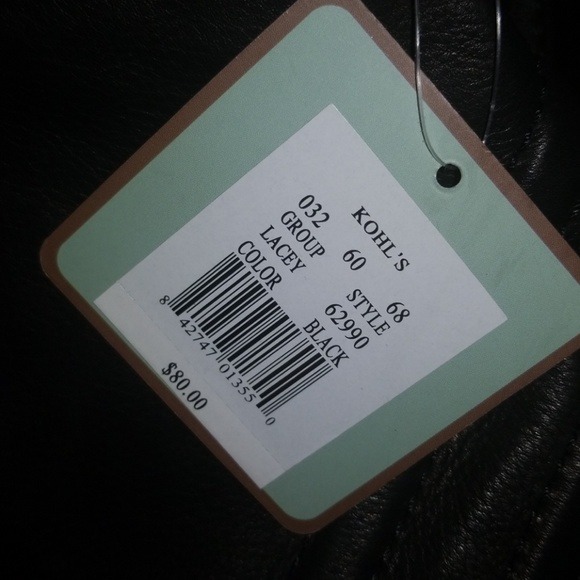 KOHL'S
032 60 68
GROUP STYLE
LACEY 62990
COLOR BLACK
8 42747 01355 0
$80.00